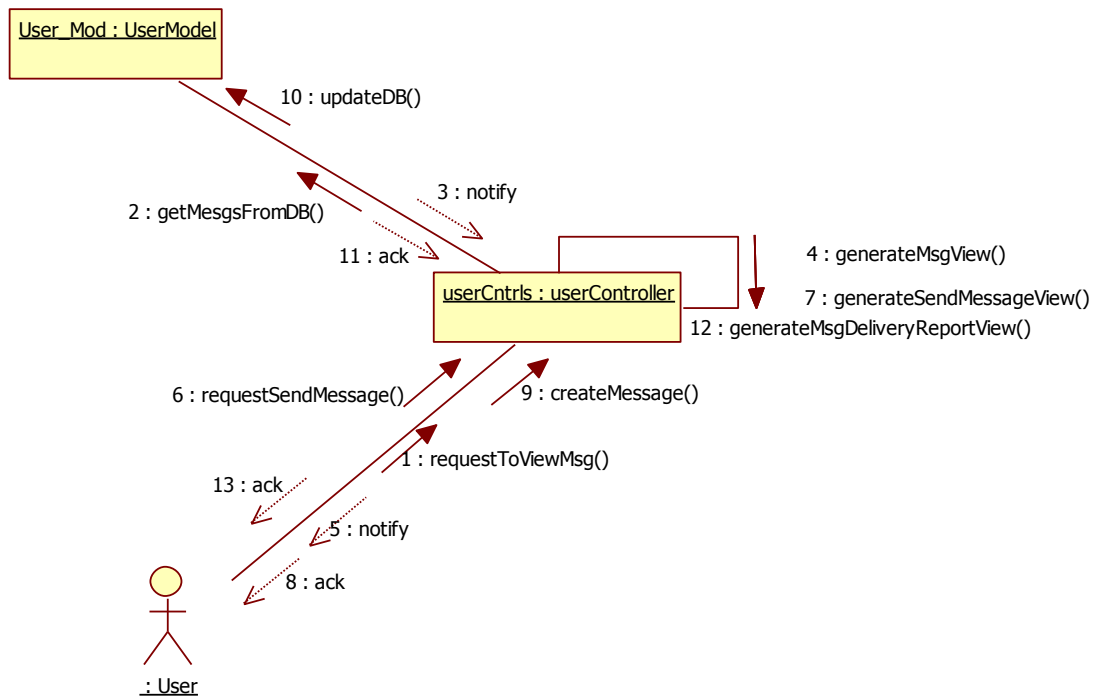 User_Mod : UserModel
10 : updateDB()
3 : notify
2 : getMesgsFromDB()
11 : ack
4 : generateMsgView()
userCntrls : userController
7 : generateSendMessageView()
12 : generateMsgDeliveryReportView()
6 : requestSendMessage()
9 : createMessage()
1 : requestToViewMsg()
13 : ack
5 : notify
8 : ack
: User